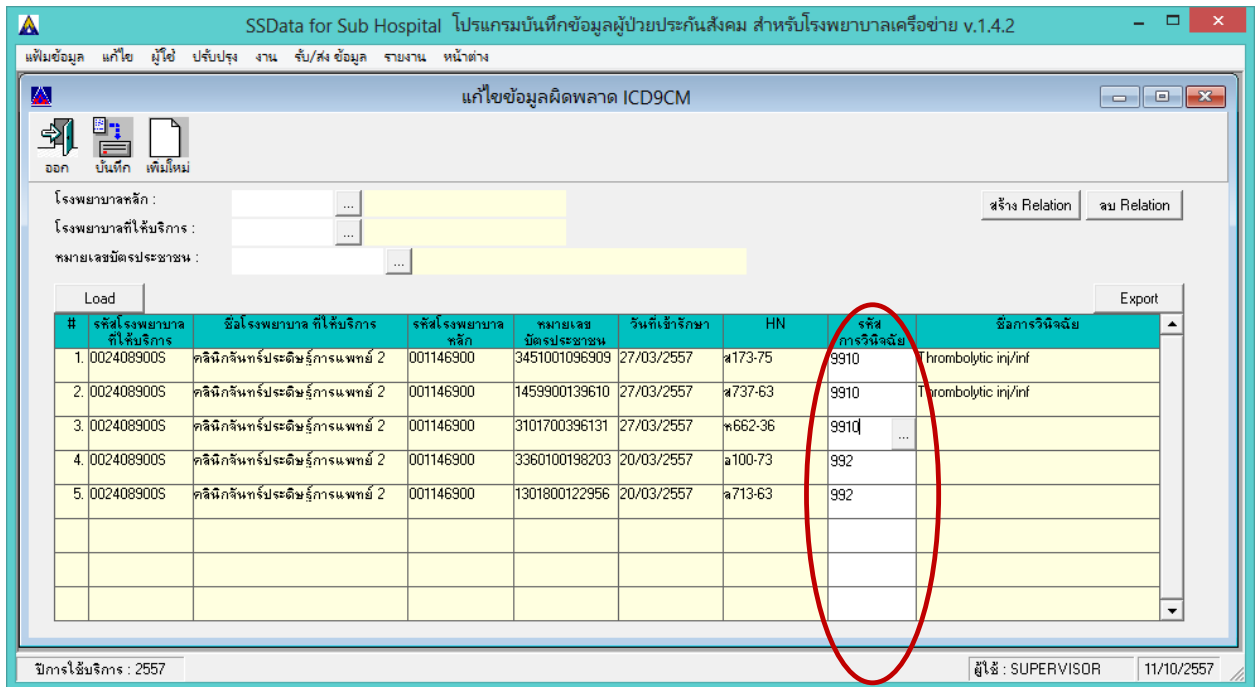 SSData for Sub Hospital โปรแกรมบันทึกข้อมูลผู้ป่วยประกันสังคม สำหรับโรงพยาบาลเครือข่าย v.1.4.2
แฟ้มข้อมูล แก้ไข ผู้ใช้ ปรับปรุง งาน รับ/ส่ง ข้อมูล รายงาน หน้าต่าง
แก้ไขข้อมูลผิดพลาด ICD9CM
ออก บันทึก เพิ่มใหม่
โรงพยาบาลหลัก : ... สร้าง Relation ลบ Relation
โรงพยาบาลที่ให้บริการ : ...
หมายเลขบัตรประชาชน : ...
Load Export
# รหัสโรงพยาบาล ชื่อโรงพยาบาล ที่ให้บริการ รหัสโรงพยาบาล หมายเลข วันที่เข้ารักษา HN รหัส ชื่อการวินิจฉัย
ที่ให้บริการ หลัก บัตรประชาชน การวินิจฉัย
1. 002408900S คลินิกจันทร์ประดิษฐ์การแพทย์ 2 001146900 3451001096909 27/03/2557 ส173-75 9910 Thrombolytic inj/inf
2. 002408900S คลินิกจันทร์ประดิษฐ์การแพทย์ 2 001146900 1459900139610 27/03/2557 ส737-63 9910 Thrombolytic inj/inf
3. 002408900S คลินิกจันทร์ประดิษฐ์การแพทย์ 2 001146900 3101700396131 27/03/2557 ห662-36 9910 ...
4. 002408900S คลินิกจันทร์ประดิษฐ์การแพทย์ 2 001146900 3360100198203 20/03/2557 อ100-73 992
5. 002408900S คลินิกจันทร์ประดิษฐ์การแพทย์ 2 001146900 1301800122956 20/03/2557 ล713-63 992
ปีการใช้บริการ : 2557 ผู้ใช้ : SUPERVISOR 11/10/2557